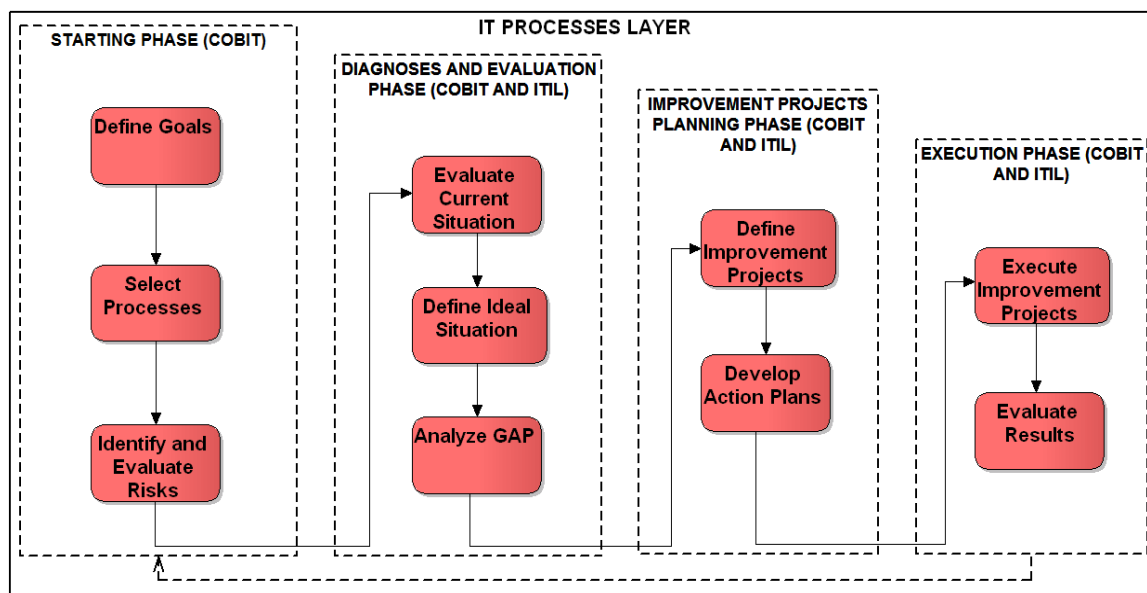 IT PROCESSES LAYER
STARTING PHASE (COBIT)
Define Goals
Select
Processes
Identify and
Evaluate
Risks
DIAGNOSES AND EVALUATION
PHASE (COBIT AND ITIL)
Evaluate
Current
Situation
Define Ideal
Situation
Analyze GAP
IMPROVEMENT PROJECTS
PLANNING PHASE (COBIT
AND ITIL)
Define
Improvement
Projects
Develop
Action Plans
EXECUTION PHASE (COBIT
AND ITIL)
Execute
Improvement
Projects
Evaluate
Results